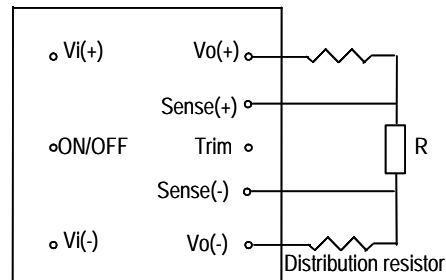 Vi(+) Vo(+)
Sense(+)
ON/OFF Trim R
Sense(-)
Vi(-) Vo(-)
Distribution resistor